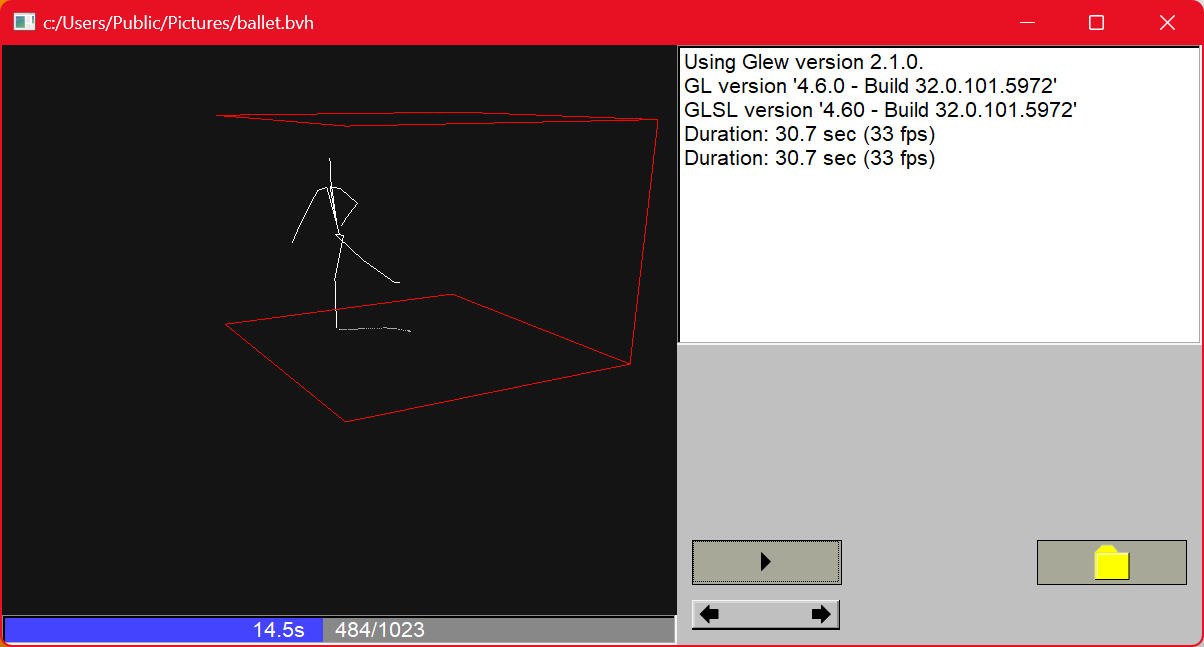 c:/Users/Public/Pictures/ballet.bvh
Using Glew version 2.1.0.
GL version '4.6.0 - Build 32.0.101.5972'
GLSL version '4.60 - Build 32.0.101.5972'
Duration: 30.7 sec (33 fps)
Duration: 30.7 sec (33 fps)
14.5s 484/1023